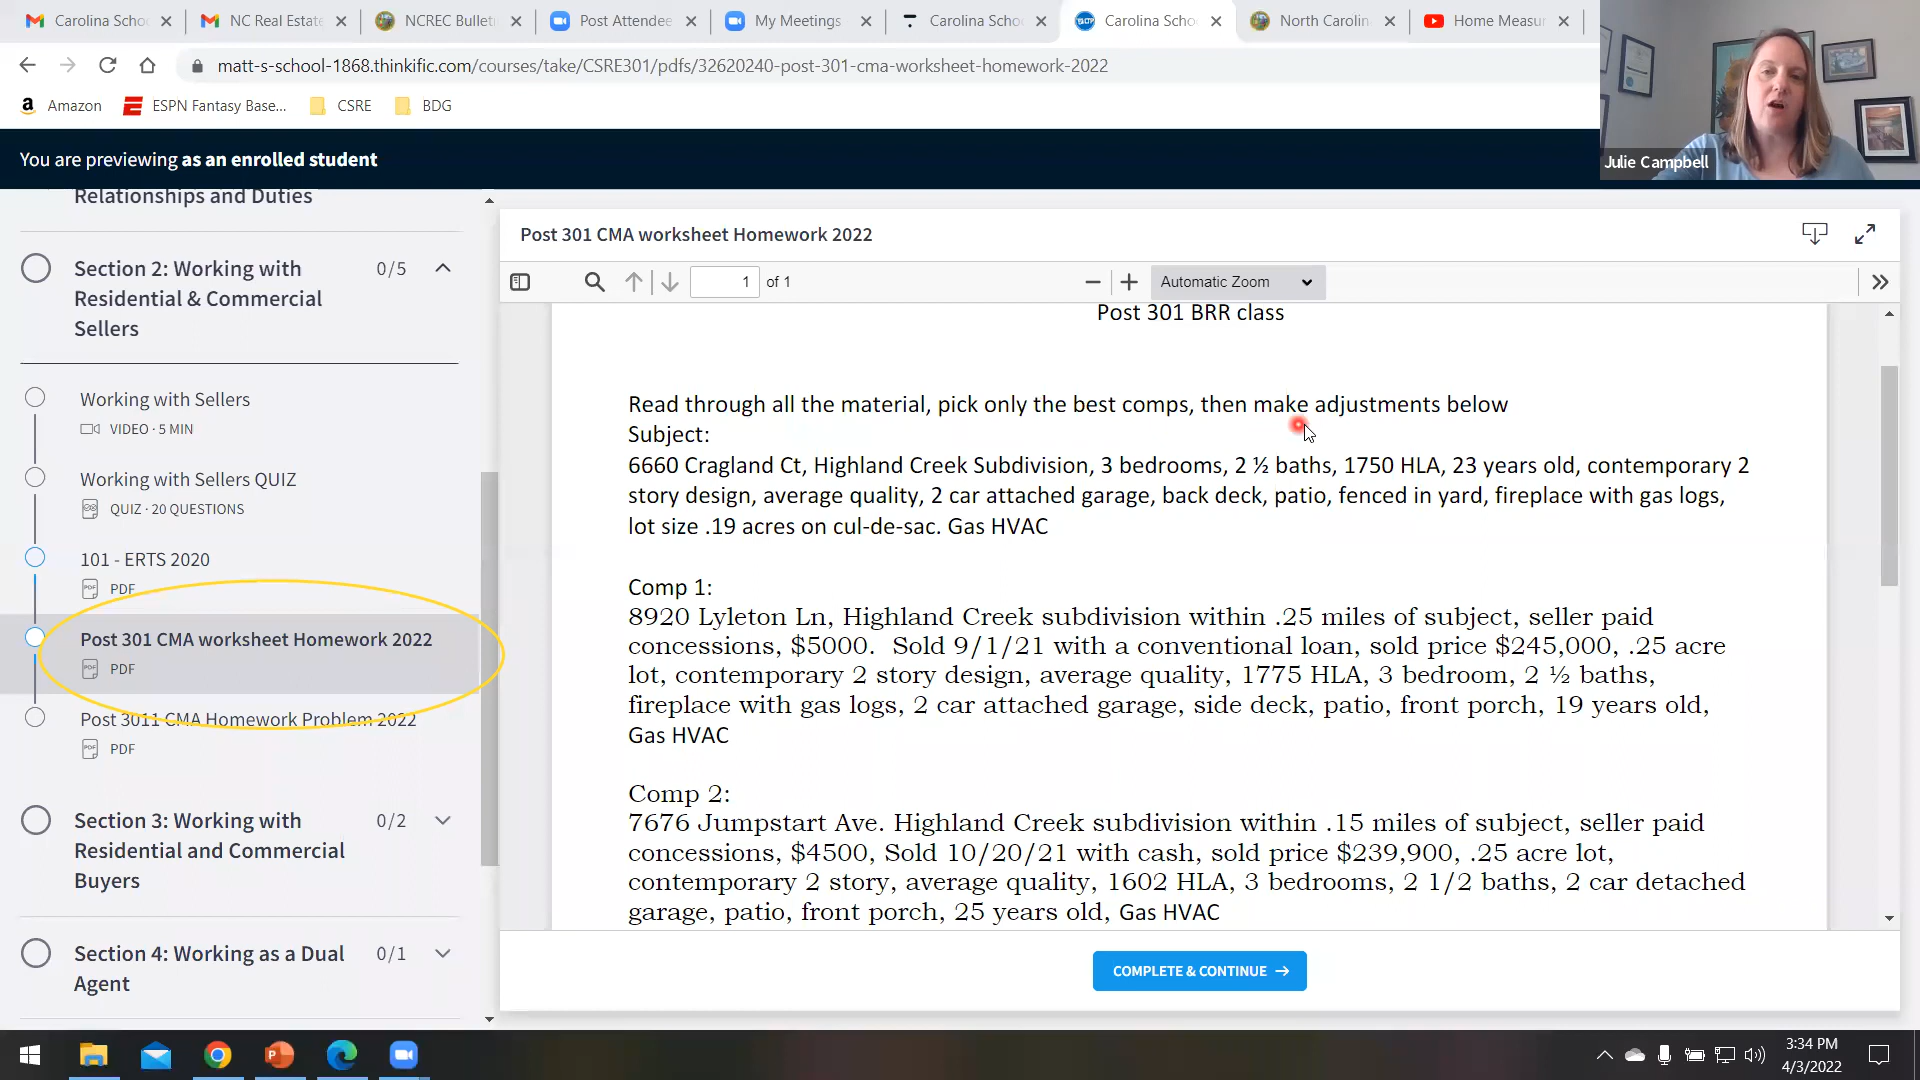 Carolina Scho
NC Real Estate
NCREC Bulleti
Post Attendee
My Meetings
Carolina Scho
Carolina Scho
North Carolin
Home Measur
matt-s-school-1868.thinkific.com/courses/take/CSRE301/pdfs/32620240-post-301-cma-worksheet-homework-2022
Amazon
ESPN Fantasy Base...
CSRE
BDG
Julie Campbell
You are previewing as an enrolled student
Relationships and Duties
Section 2: Working with
Residential & Commercial
Sellers
0/5
Working with Sellers
VIDEO · 5 MIN
Working with Sellers QUIZ
QUIZ · 20 QUESTIONS
101 - ERTS 2020
PDF
Post 301 CMA worksheet Homework 2022
PDF
Post 3011 CMA Homework Problem 2022
PDF
Section 3: Working with
Residential and Commercial
Buyers
0/2
Section 4: Working as a Dual
Agent
0/1
Post 301 CMA worksheet Homework 2022
1 of 1
Automatic Zoom
Post 301 BRR class
Read through all the material, pick only the best comps, then make adjustments below
Subject:
6660 Cragland Ct, Highland Creek Subdivision, 3 bedrooms, 2 ½ baths, 1750 HLA, 23 years old, contemporary 2
story design, average quality, 2 car attached garage, back deck, patio, fenced in yard, fireplace with gas logs,
lot size .19 acres on cul-de-sac. Gas HVAC
Comp 1:
8920 Lyleton Ln, Highland Creek subdivision within .25 miles of subject, seller paid
concessions, $5000.  Sold 9/1/21 with a conventional loan, sold price $245,000, .25 acre
lot, contemporary 2 story design, average quality, 1775 HLA, 3 bedroom, 2 ½ baths,
fireplace with gas logs, 2 car attached garage, side deck, patio, front porch, 19 years old,
Gas HVAC
Comp 2:
7676 Jumpstart Ave. Highland Creek subdivision within .15 miles of subject, seller paid
concessions, $4500, Sold 10/20/21 with cash, sold price $239,900, .25 acre lot,
contemporary 2 story, average quality, 1602 HLA, 3 bedrooms, 2 1/2 baths, 2 car detached
garage, patio, front porch, 25 years old, Gas HVAC
COMPLETE & CONTINUE →
3:34 PM
4/3/2022